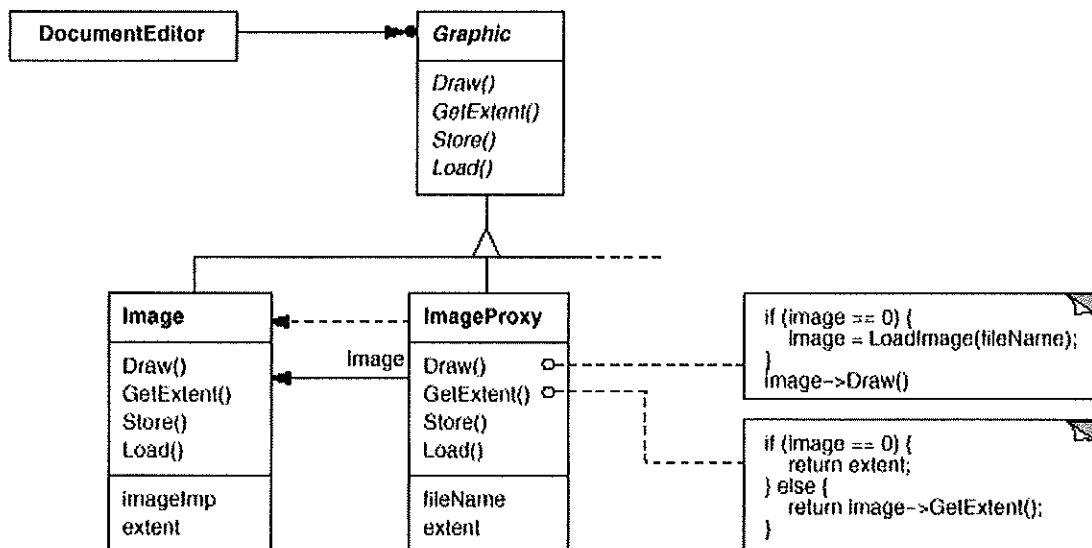 DocumentEditor
Graphic
Draw()
GetExtent()
Store()
Load()
Image
Draw()
GetExtent()
Store()
Load()
imageImp
extent
image
ImageProxy
Draw()
GetExtent()
Store()
Load()
fileName
extent
if (image == 0) {
image = LoadImage(fileName);
}
image->Draw()
if (image == 0) {
return extent;
} else {
return image->GetExtent();
}